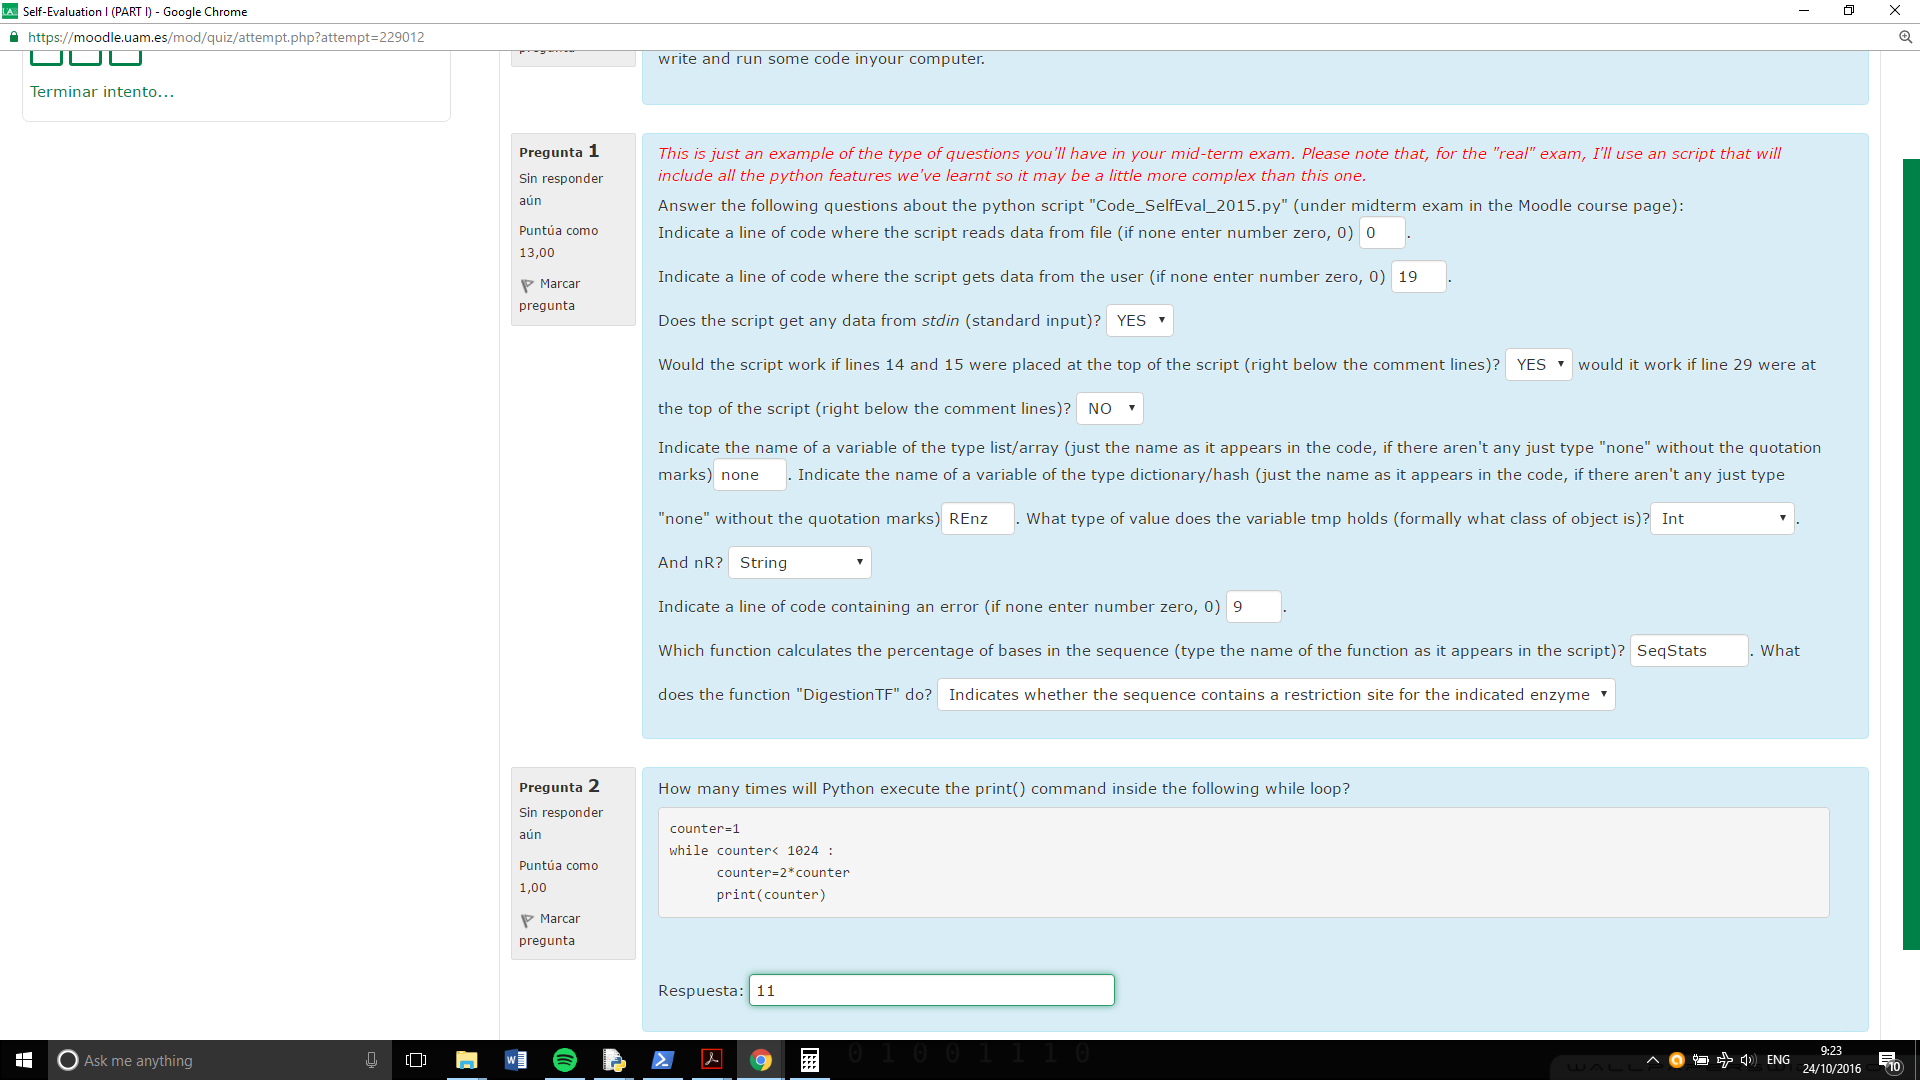 Self-Evaluation I (PART I) - Google Chrome
https://moodle.uam.es/mod/quiz/attempt.php?attempt=229012
Terminar intento...
write and run some code inyour computer.
Pregunta 1
Sin responder
aún
Puntúa como
13,00
Marcar
pregunta
This is just an example of the type of questions you'll have in your mid-term exam. Please note that, for the "real" exam, I'll use an script that will
include all the python features we've learnt so it may be a little more complex than this one.
Answer the following questions about the python script "Code_SelfEval_2015.py" (under midterm exam in the Moodle course page):
Indicate a line of code where the script reads data from file (if none enter number zero, 0) 0 .
Indicate a line of code where the script gets data from the user (if none enter number zero, 0) 19 .
Does the script get any data from stdin (standard input)? YES
Would the script work if lines 14 and 15 were placed at the top of the script (right below the comment lines)? YES would it work if line 29 were at
the top of the script (right below the comment lines)? NO
Indicate the name of a variable of the type list/array (just the name as it appears in the code, if there aren't any just type "none" without the quotation
marks) none . Indicate the name of a variable of the type dictionary/hash (just the name as it appears in the code, if there aren't any just type
"none" without the quotation marks) REnz . What type of value does the variable tmp holds (formally what class of object is)? Int .
And nR? String
Indicate a line of code containing an error (if none enter number zero, 0) 9 .
Which function calculates the percentage of bases in the sequence (type the name of the function as it appears in the script)? SeqStats . What
does the function "DigestionTF" do? Indicates whether the sequence contains a restriction site for the indicated enzyme
Pregunta 2
Sin responder
aún
Puntúa como
1,00
Marcar
pregunta
How many times will Python execute the print() command inside the following while loop?
counter=1
while counter< 1024 :
counter=2*counter
print(counter)
Respuesta: 11
Ask me anything
0 1 0 0 1 1 1 0
ENG
9:23
24/10/2016
10